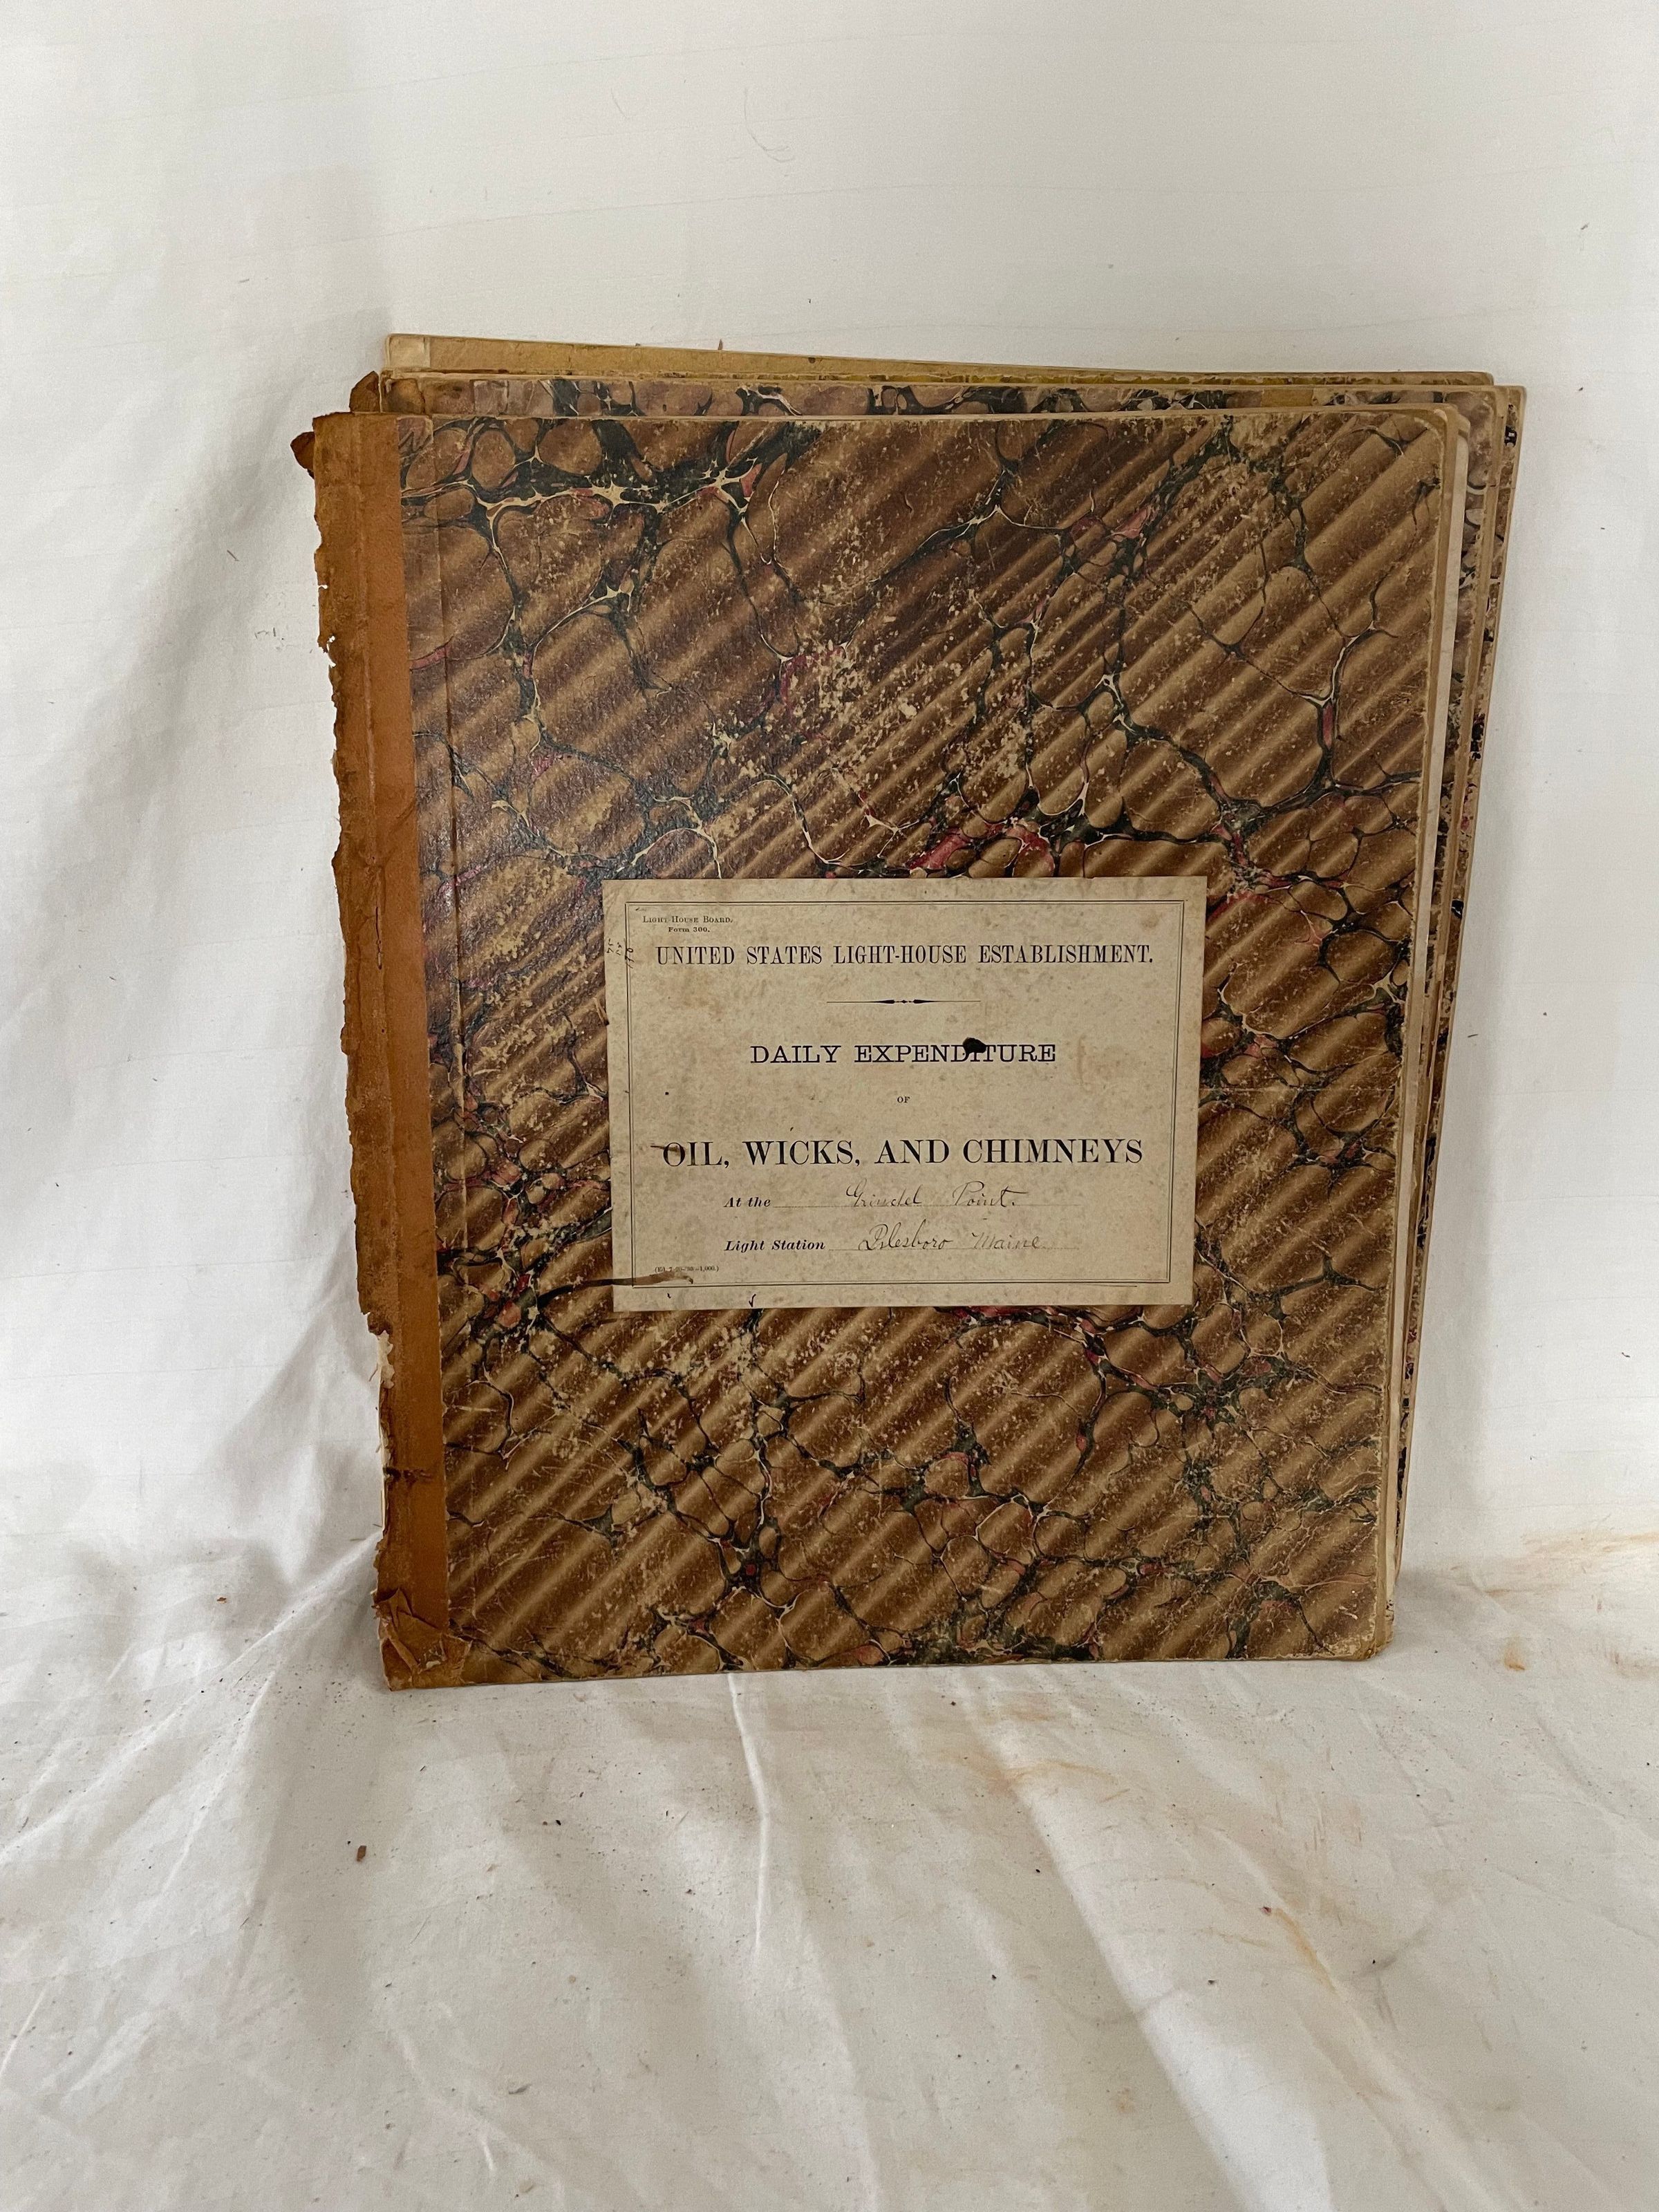 LIGHT-HOUSE BOARD.
Form 300.
UNITED STATES LIGHT-HOUSE ESTABLISHMENT.
DAILY EXPENDITURE
OF
OIL, WICKS, AND CHIMNEYS
At the Grindel Point.
Light Station Islesboro Maine.